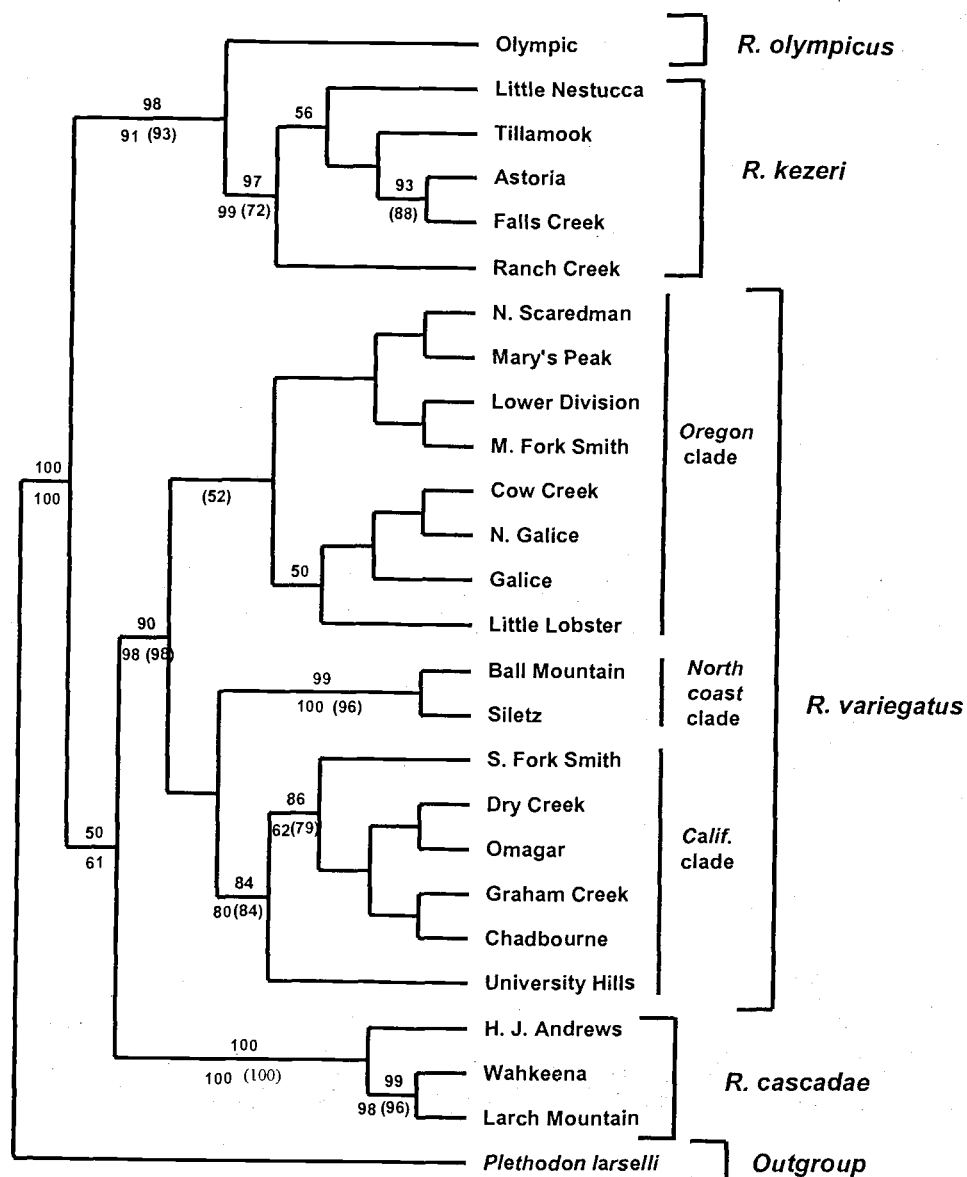 Olympic
R. olympicus
Little Nestucca
98
56
91 (93)
Tillamook
R. kezeri
97
93
Astoria
99 (72)
(88)
Falls Creek
Ranch Creek
N. Scaredman
Mary's Peak
Lower Division
Oregon
clade
M. Fork Smith
100
100
(52)
Cow Creek
N. Galice
50
Galice
Little Lobster
90
98 (98)
Ball Mountain
North
coast
clade
99
100 (96)
Siletz
R. variegatus
S. Fork Smith
86
62(79)
Dry Creek
50
61
Omagar
Calif.
clade
84
80(84)
Graham Creek
Chadbourne
University Hills
H. J. Andrews
100
100 (100)
Wahkeena
R. cascadae
99
98 (96)
Larch Mountain
Plethodon larselli
Outgroup